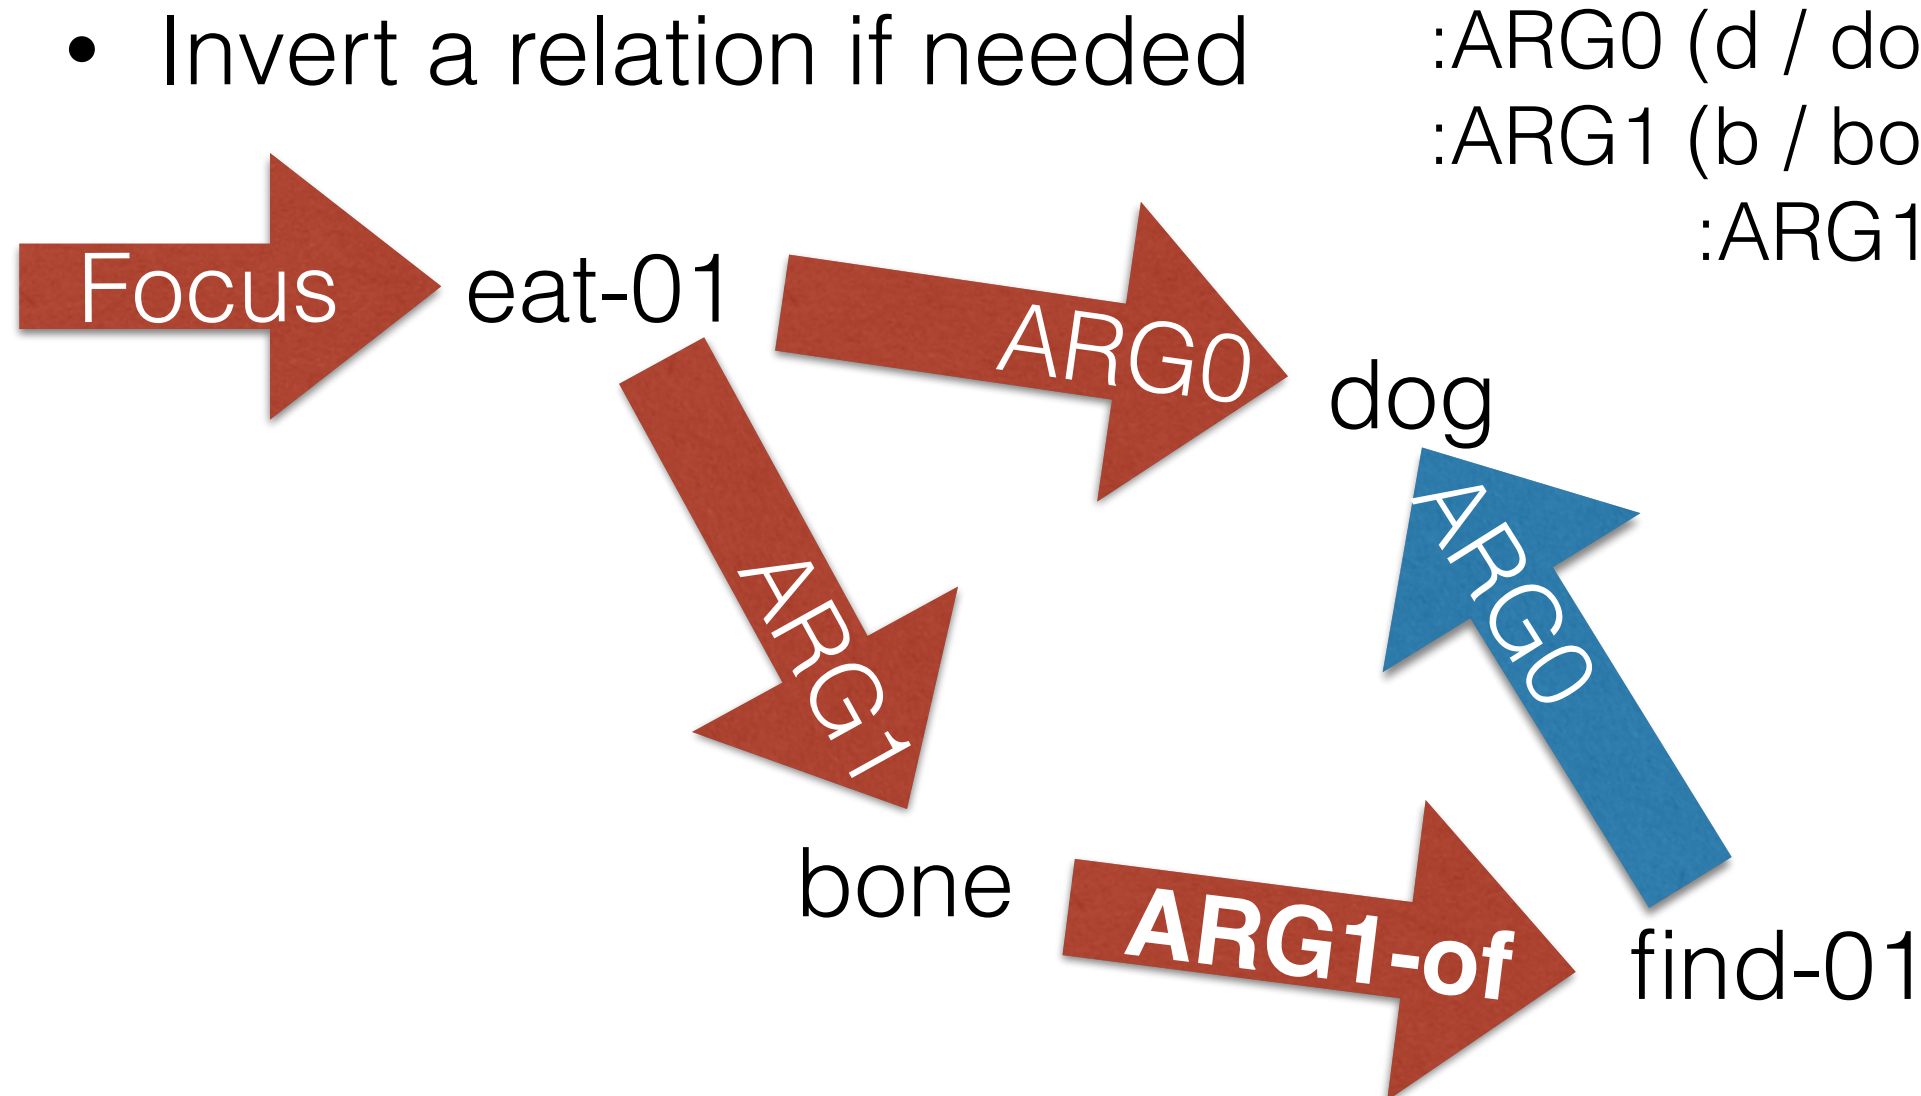 • Invert a relation if needed
:ARG0 (d / do
:ARG1 (b / bo
:ARG1
Focus
eat-01
ARG0
dog
ARG1
ARG0
bone
ARG1-of
find-01